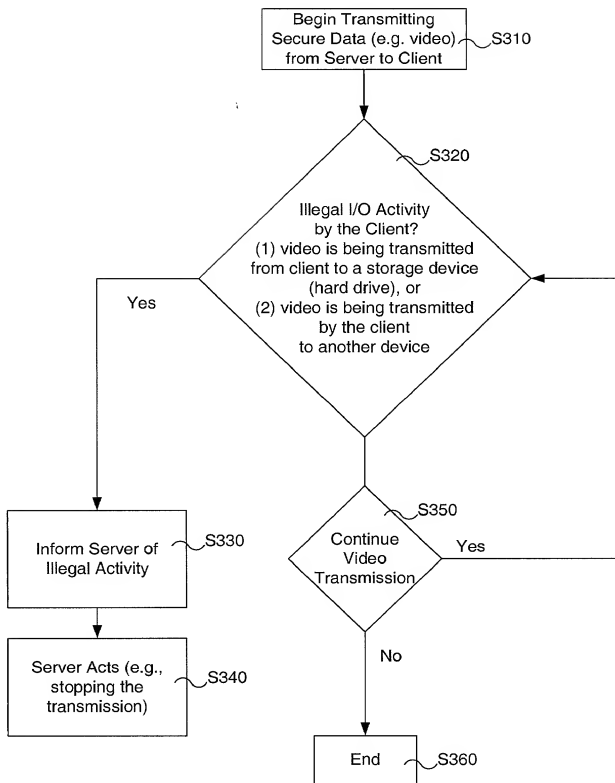 Begin Transmitting
Secure Data (e.g. video)
from Server to Client
S310
S320
Illegal I/O Activity
by the Client?
(1) video is being transmitted
from client to a storage device
(hard drive), or
(2) video is being transmitted
by the client
to another device
Yes
S350
Continue
Video
Transmission
Yes
Inform Server of
Illegal Activity
S330
Server Acts (e.g.,
stopping the
transmission)
S340
No
End
S360